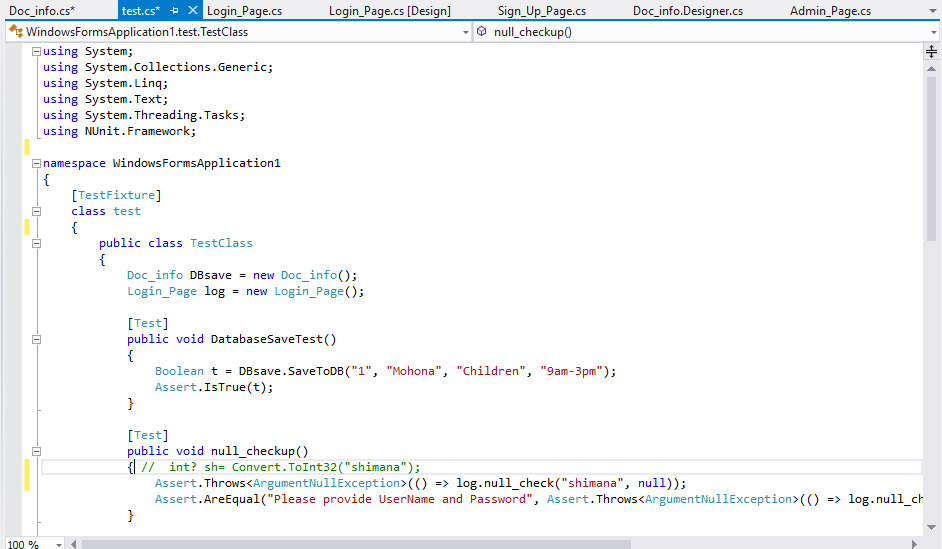 Doc_info.cs* test.cs* Login_Page.cs Login_Page.cs [Design] Sign_Up_Page.cs Doc_info.Designer.cs Admin_Page.cs
WindowsFormsApplication1.test.TestClass null_checkup()
using System;
using System.Collections.Generic;
using System.Linq;
using System.Text;
using System.Threading.Tasks;
using NUnit.Framework;
namespace WindowsFormsApplication1
{
[TestFixture]
class test
{
public class TestClass
{
Doc_info DBsave = new Doc_info();
Login_Page log = new Login_Page();
[Test]
public void DatabaseSaveTest()
{
Boolean t = DBsave.SaveToDB("1", "Mohona", "Children", "9am-3pm");
Assert.IsTrue(t);
}
[Test]
public void null_checkup()
{ // int? sh= Convert.ToInt32("shimana");
Assert.Throws<ArgumentNullException>(() => log.null_check("shimana", null));
Assert.AreEqual("Please provide UserName and Password", Assert.Throws<ArgumentNullException>(() => log.null_ch
}
100 %